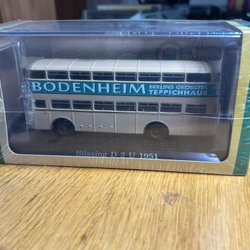 BODENHEIM
BERLINS GRÖSSTES
TEPPICHHAUS
Büssing D 2 U 1951